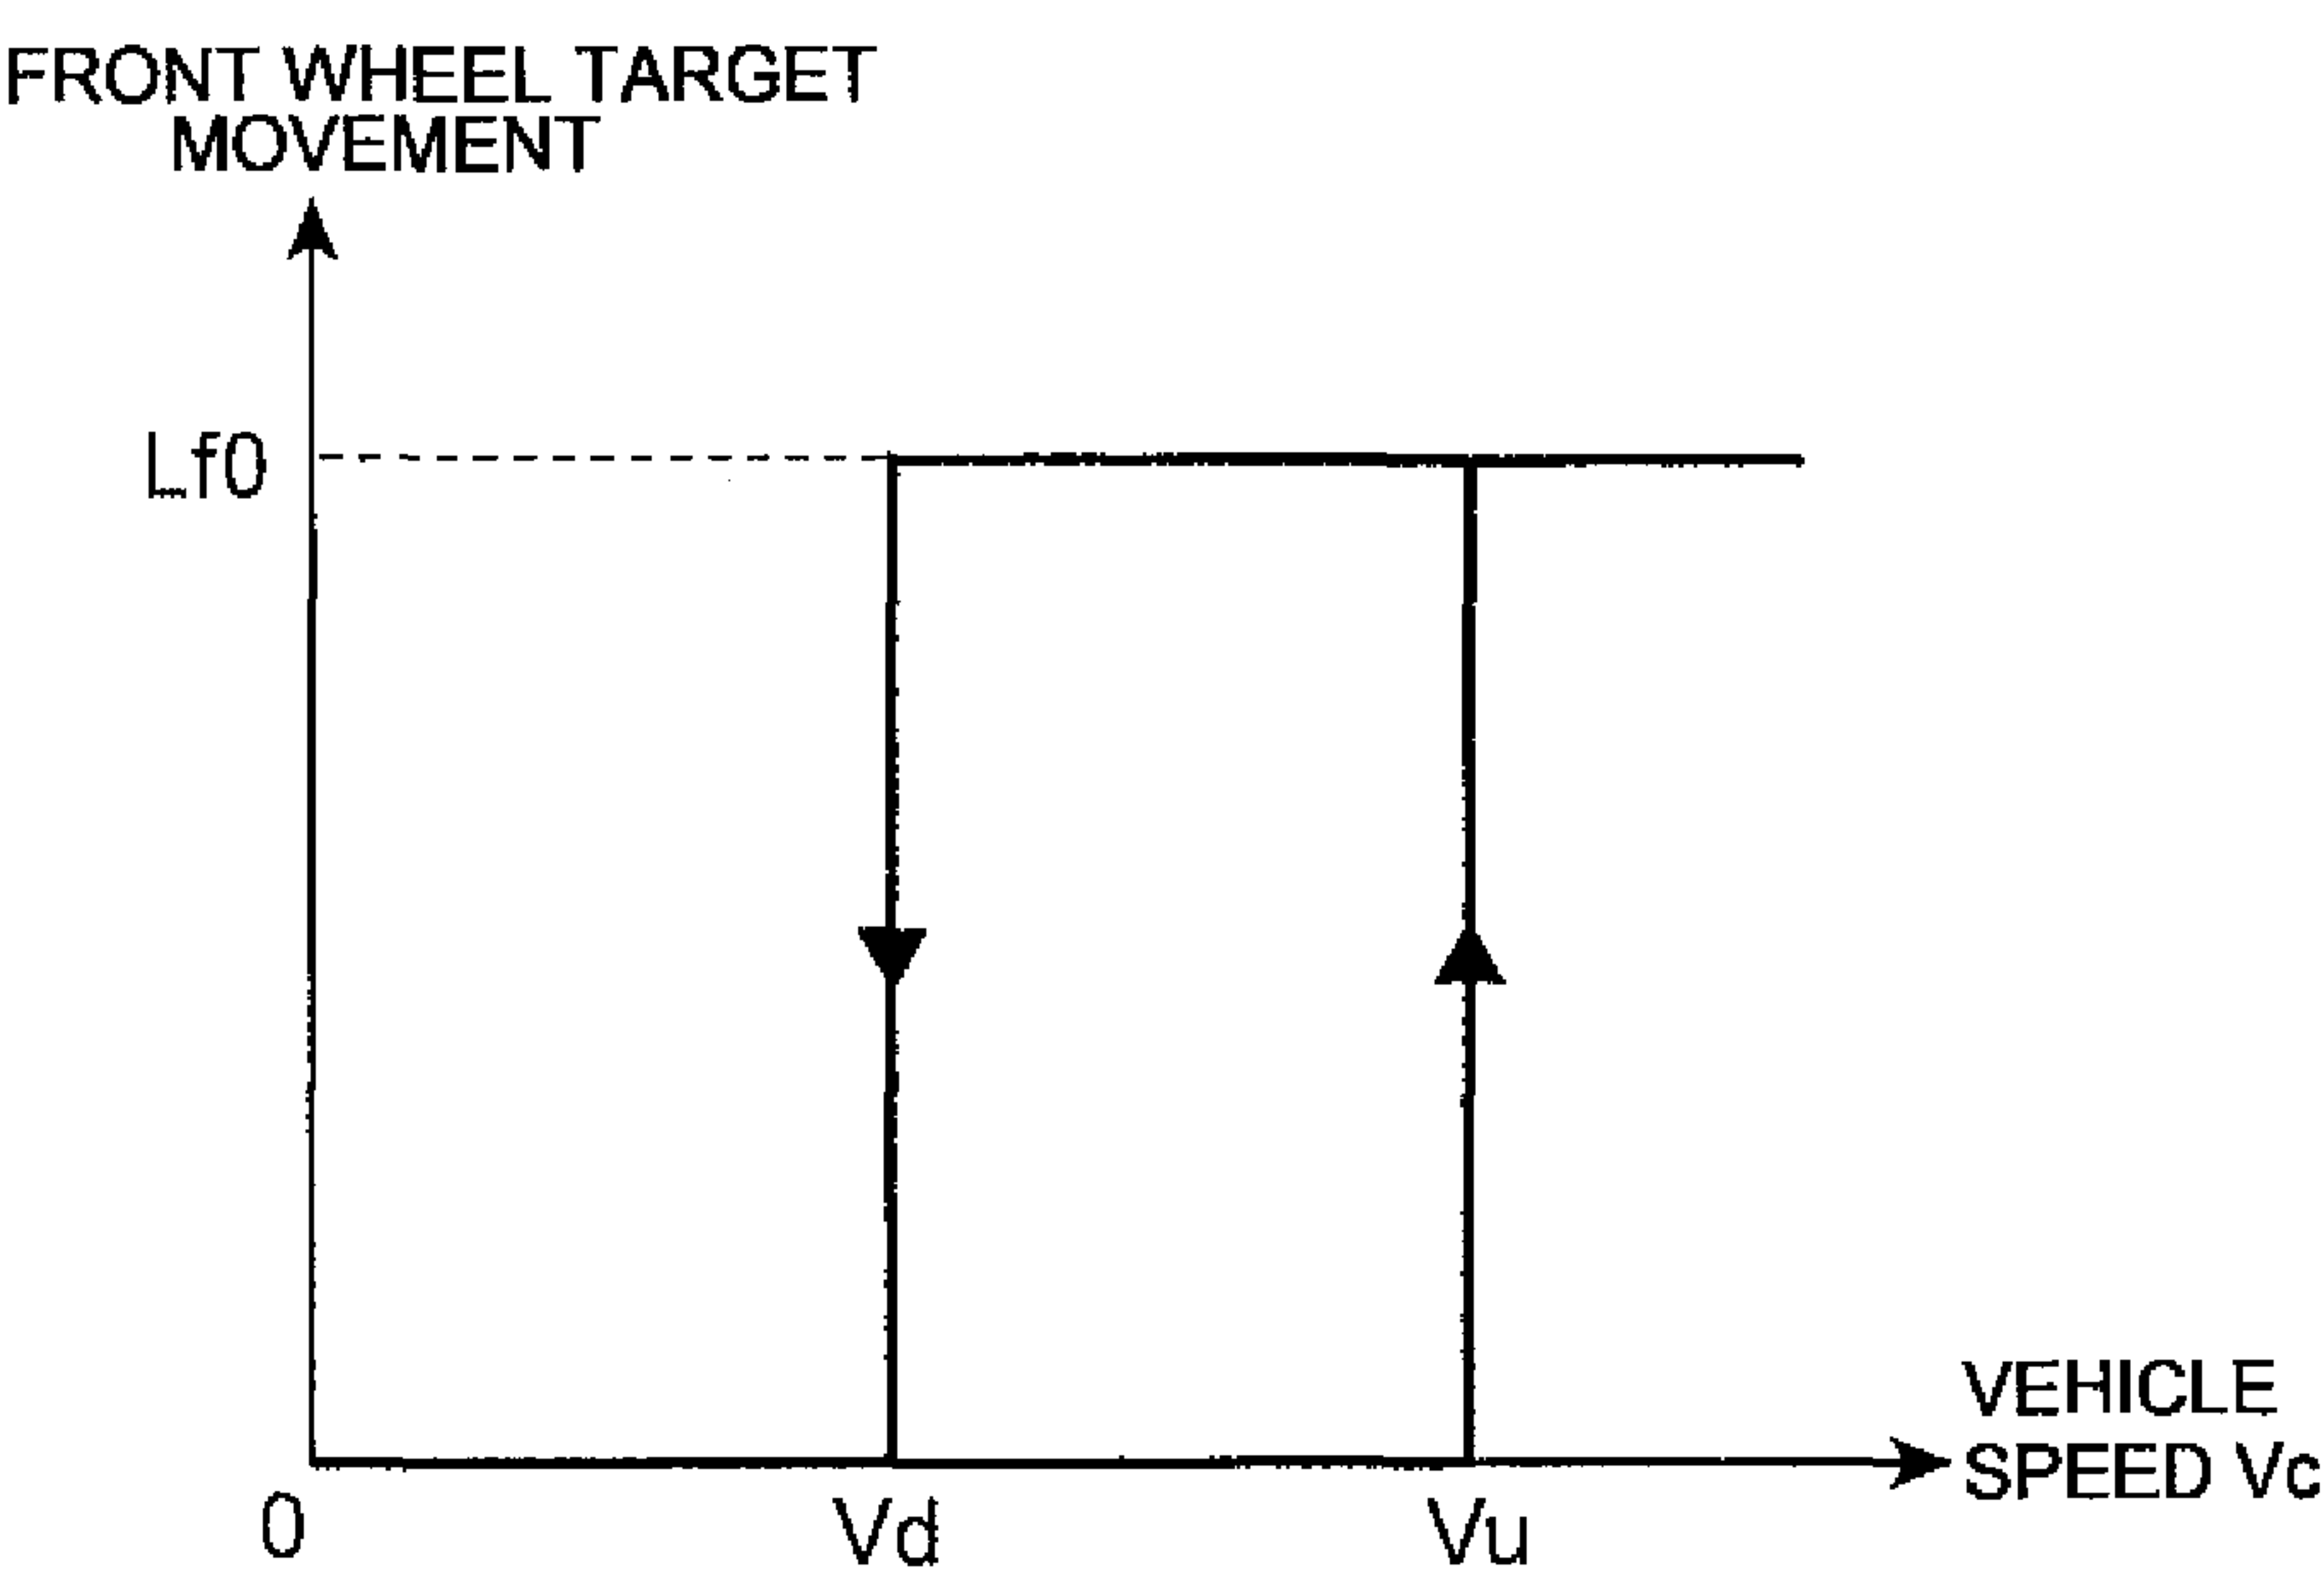 FRONT WHEEL TARGET
MOVEMENT
Lf0
VEHICLE
SPEED Vc
0
Vd
Vu